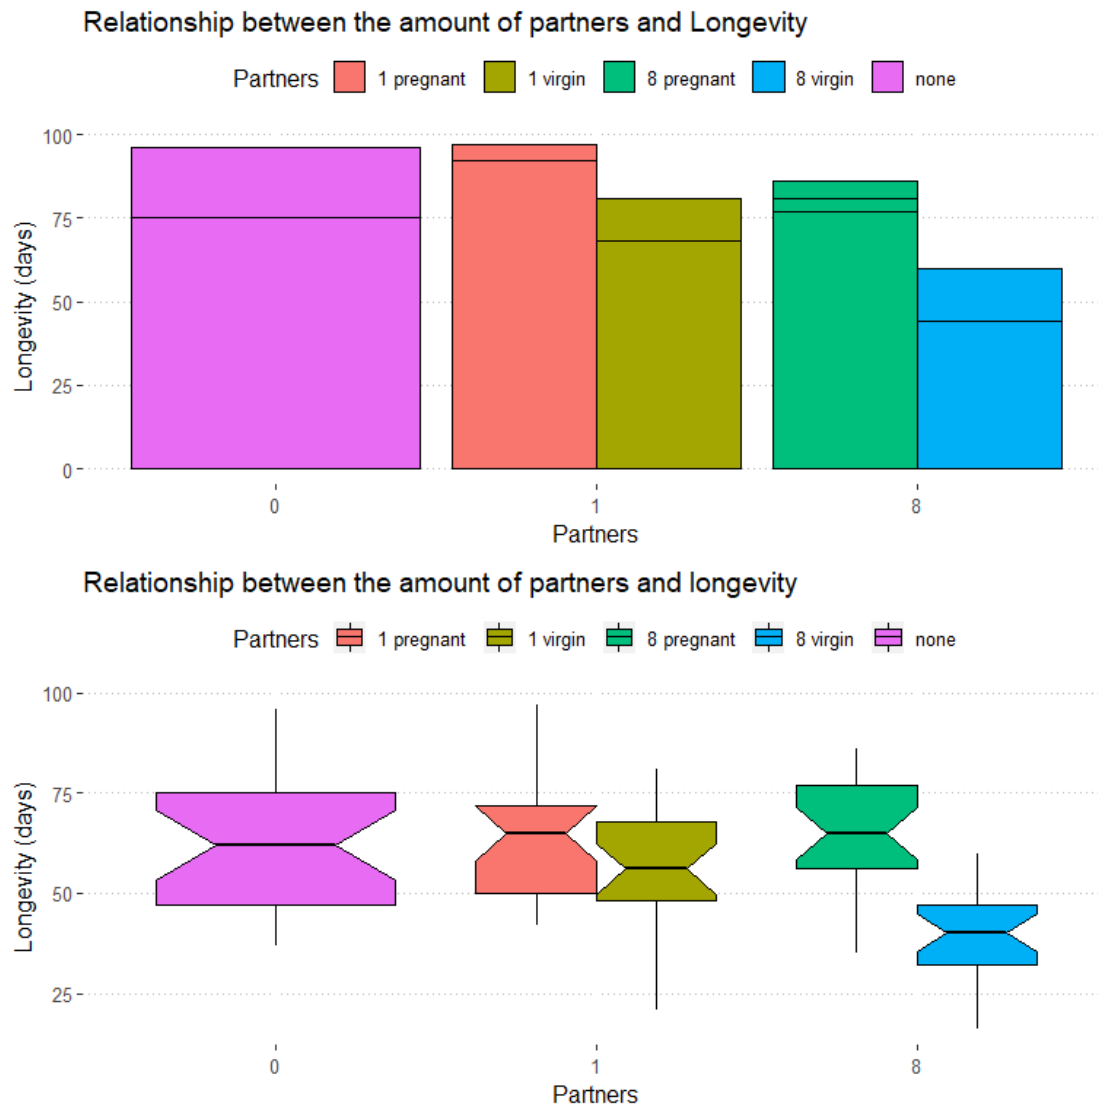 Relationship between the amount of partners and Longevity
Partners 1 pregnant 1 virgin 8 pregnant 8 virgin none
Longevity (days)
100
75
50
25
0
0 1 8
Partners
Relationship between the amount of partners and longevity
Partners 1 pregnant 1 virgin 8 pregnant 8 virgin none
Longevity (days)
100
75
50
25
0 1 8
Partners